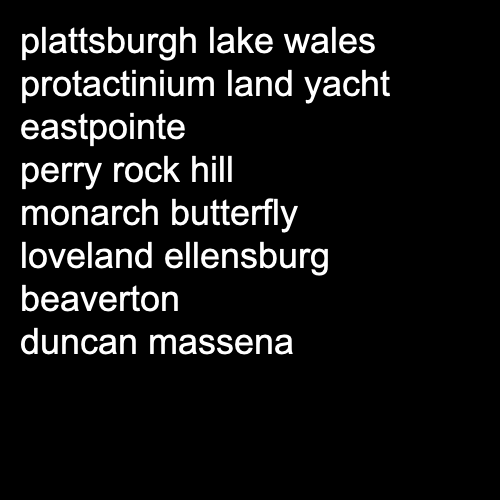 plattsburgh lake wales
protactinium land yacht
eastpointe
perry rock hill
monarch butterfly
loveland ellensburg
beaverton
duncan massena